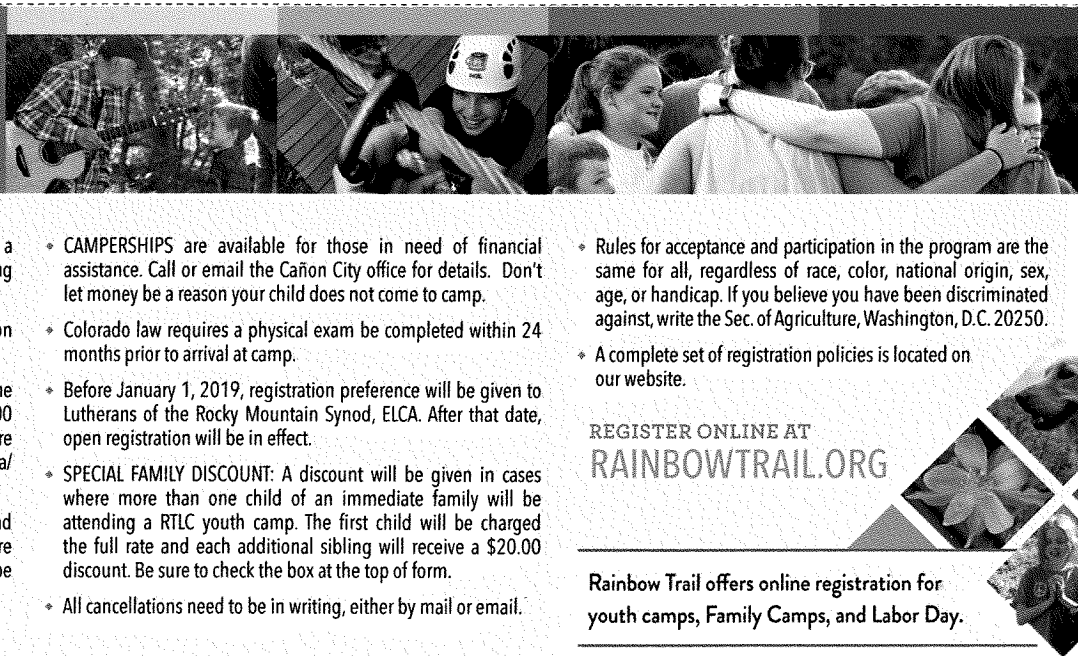 a
ng
on
ne
00
re
a/
nd
re
be
* CAMPERSHIPS are available for those in need of financial
assistance. Call or email the Cañon City office for details. Don't
let money be a reason your child does not come to camp.
* Colorado law requires a physical exam be completed within 24
months prior to arrival at camp.
* Before January 1, 2019, registration preference will be given to
Lutherans of the Rocky Mountain Synod, ELCA. After that date,
open registration will be in effect.
* SPECIAL FAMILY DISCOUNT: A discount will be given in cases
where more than one child of an immediate family will be
attending a RTLC youth camp. The first child will be charged
the full rate and each additional sibling will receive a $20.00
discount. Be sure to check the box at the top of form.
* All cancellations need to be in writing, either by mail or email.
* Rules for acceptance and participation in the program are the
same for all, regardless of race, color, national origin, sex,
age, or handicap. If you believe you have been discriminated
against, write the Sec. of Agriculture, Washington, D.C. 20250.
* A complete set of registration policies is located on
our website.
REGISTER ONLINE AT
RAINBOWTRAIL.ORG
Rainbow Trail offers online registration for
youth camps, Family Camps, and Labor Day.